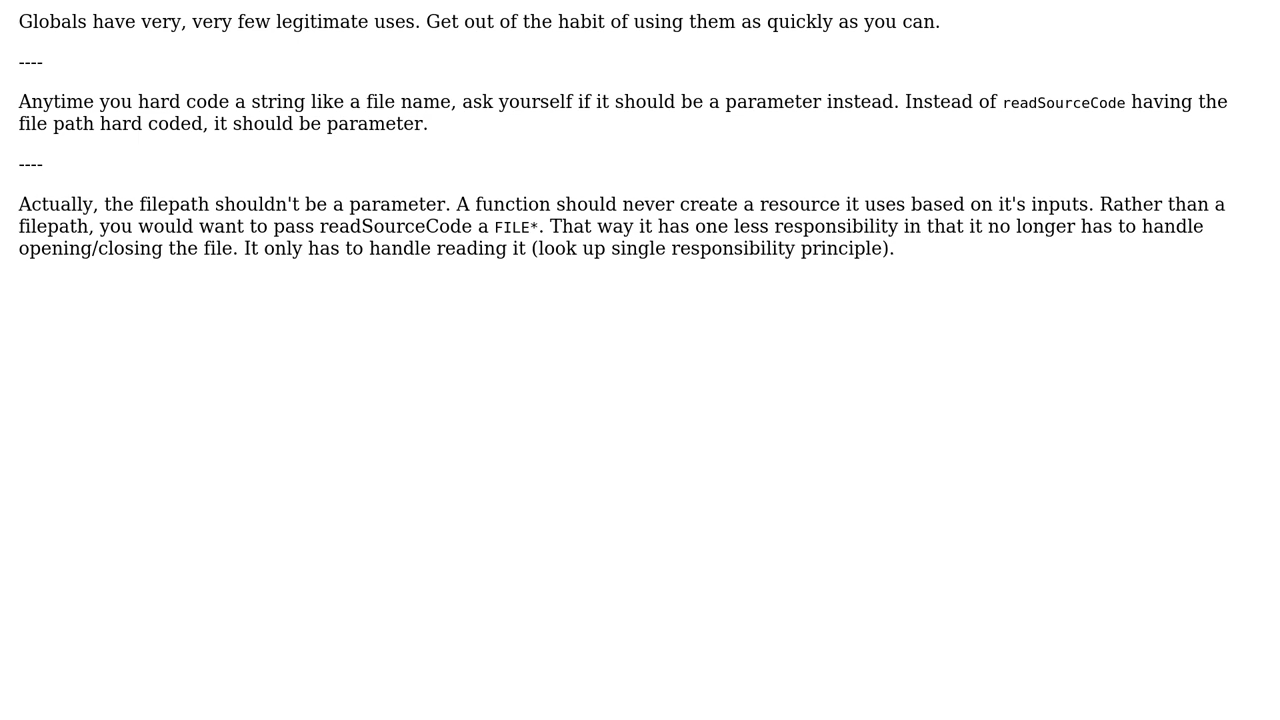 Globals have very, very few legitimate uses. Get out of the habit of using them as quickly as you can.
----
Anytime you hard code a string like a file name, ask yourself if it should be a parameter instead. Instead of readSourceCode having the
file path hard coded, it should be parameter.
----
Actually, the filepath shouldn't be a parameter. A function should never create a resource it uses based on it's inputs. Rather than a
filepath, you would want to pass readSourceCode a FILE*. That way it has one less responsibility in that it no longer has to handle
opening/closing the file. It only has to handle reading it (look up single responsibility principle).